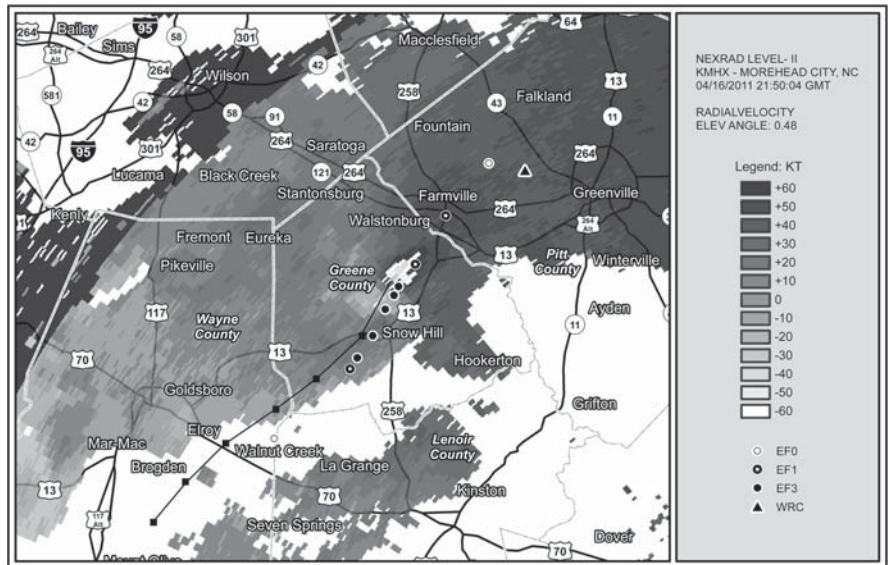 64
264
Bailey
95
58
301
Macclesfield
Sims
264 Alt
264
Wilson
42
13
581
42
258
43
Falkland
58
91
Fountain
11
42
301
264
Saratoga
95
264
Lucama
Black Creek
121
264
Stantonsburg
Farmville
Greenville
Kenly
Walstonburg
264
264 Alt
Fremont
Eureka
13
Pitt County
Winterville
Pikeville
Greene County
117
Wayne County
13
Ayden
Snow Hill
11
70
13
Hookerton
Goldsboro
Grifton
Elroy
258
Mar-Mac
Walnut Creek
Lenoir County
Brogden
La Grange
13
70
Kinston
117 Alt
Seven Springs
Dover
Mount Olive
70
NEXRAD LEVEL- II
KMHX - MOREHEAD CITY, NC
04/16/2011 21:50:04 GMT
RADIALVELOCITY
ELEV ANGLE: 0.48
Legend: KT
+60
+50
+40
+30
+20
+10
0
-10
-20
-30
-40
-50
-60
EF0
EF1
EF3
WRC